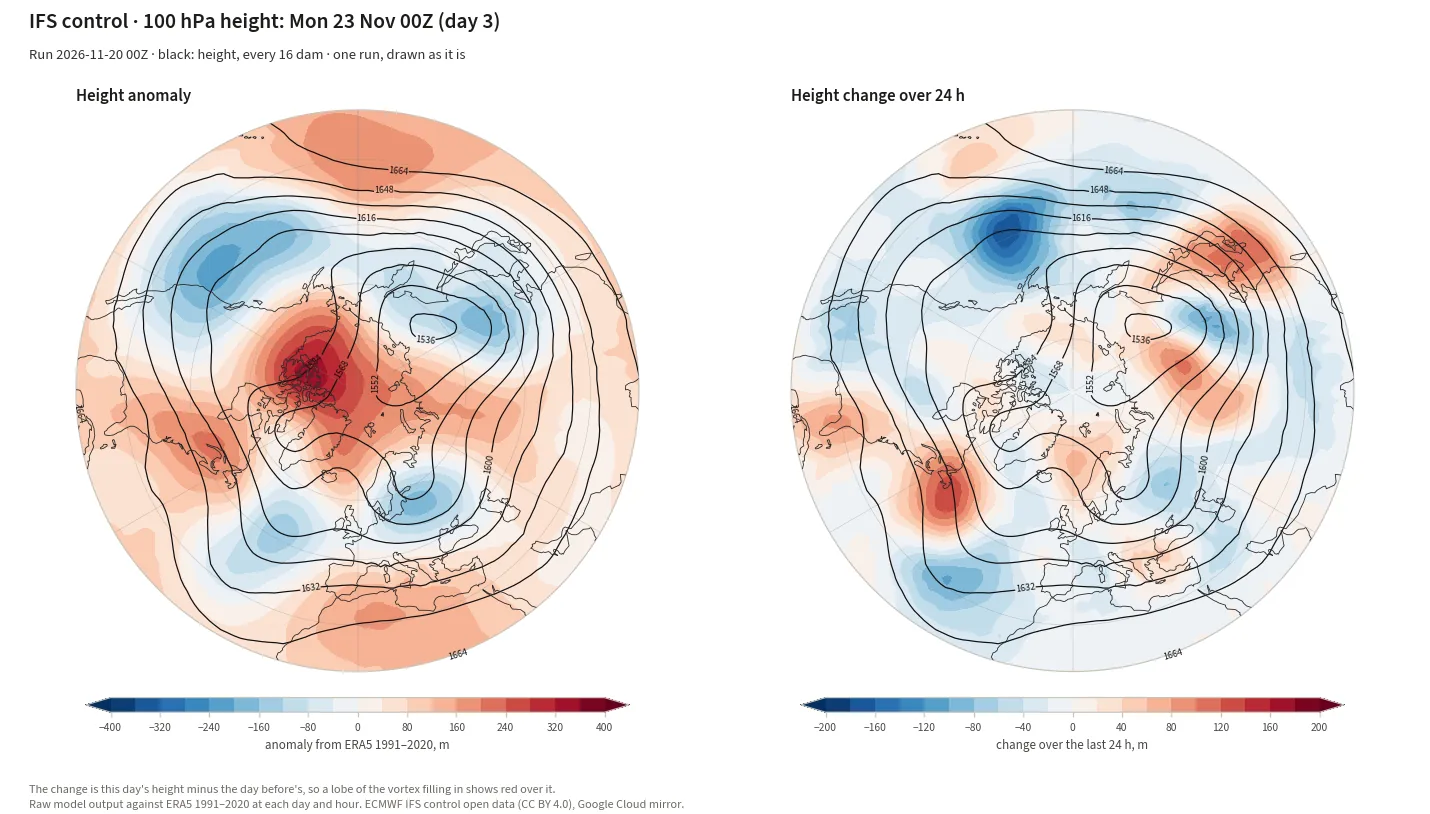 IFS control · 100 hPa height: Mon 23 Nov 00Z (day 3)
Run 2026-11-20 00Z · black: height, every 16 dam · one run, drawn as it is
Height anomaly
1664
1648
1616
1536
1568
1552
1664
1600
1632
1664
−400 −320 −240 −160 −80 0 80 160 240 320 400
anomaly from ERA5 1991–2020, m
Height change over 24 h
1664
1648
1616
1536
1568
1552
1664
1600
1632
1664
−200 −160 −120 −80 −40 0 40 80 120 160 200
change over the last 24 h, m
The change is this day's height minus the day before's, so a lobe of the vortex filling in shows red over it.
Raw model output against ERA5 1991–2020 at each day and hour. ECMWF IFS control open data (CC BY 4.0), Google Cloud mirror.